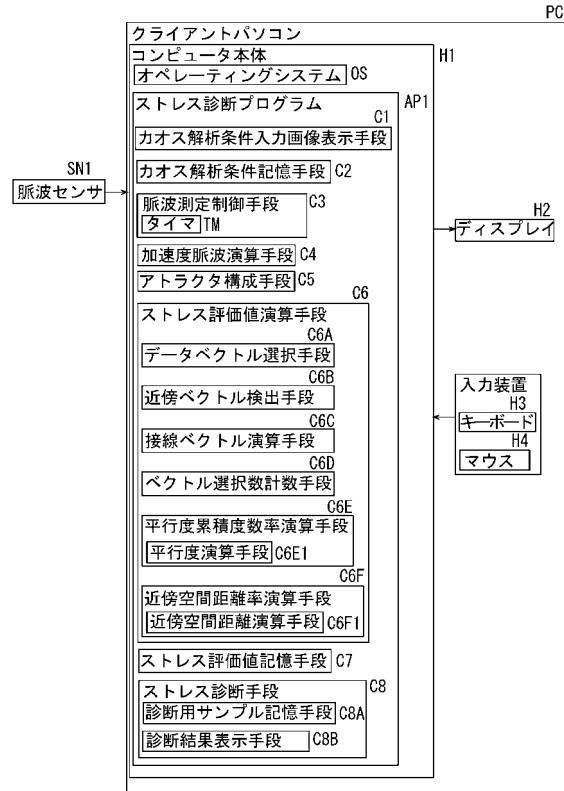 PC
クライアントパソコン
コンピュータ本体 H1
オペレーティングシステム OS
ストレス診断プログラム AP1
C1
カオス解析条件入力画像表示手段
カオス解析条件記憶手段 C2
SN1
脈波センサ
脈波測定制御手段 C3
タイマ TM
H2
ディスプレイ
加速度脈波演算手段 C4
アトラクタ構成手段 C5
C6
ストレス評価値演算手段
C6A
データベクトル選択手段
C6B
近傍ベクトル検出手段
C6C
接線ベクトル演算手段
C6D
ベクトル選択数計数手段
入力装置
H3
キーボード
H4
マウス
C6E
平行度累積度数率演算手段
平行度演算手段 C6E1
C6F
近傍空間距離率演算手段
近傍空間距離演算手段 C6F1
ストレス評価値記憶手段 C7
ストレス診断手段 C8
診断用サンプル記憶手段 C8A
診断結果表示手段 C8B